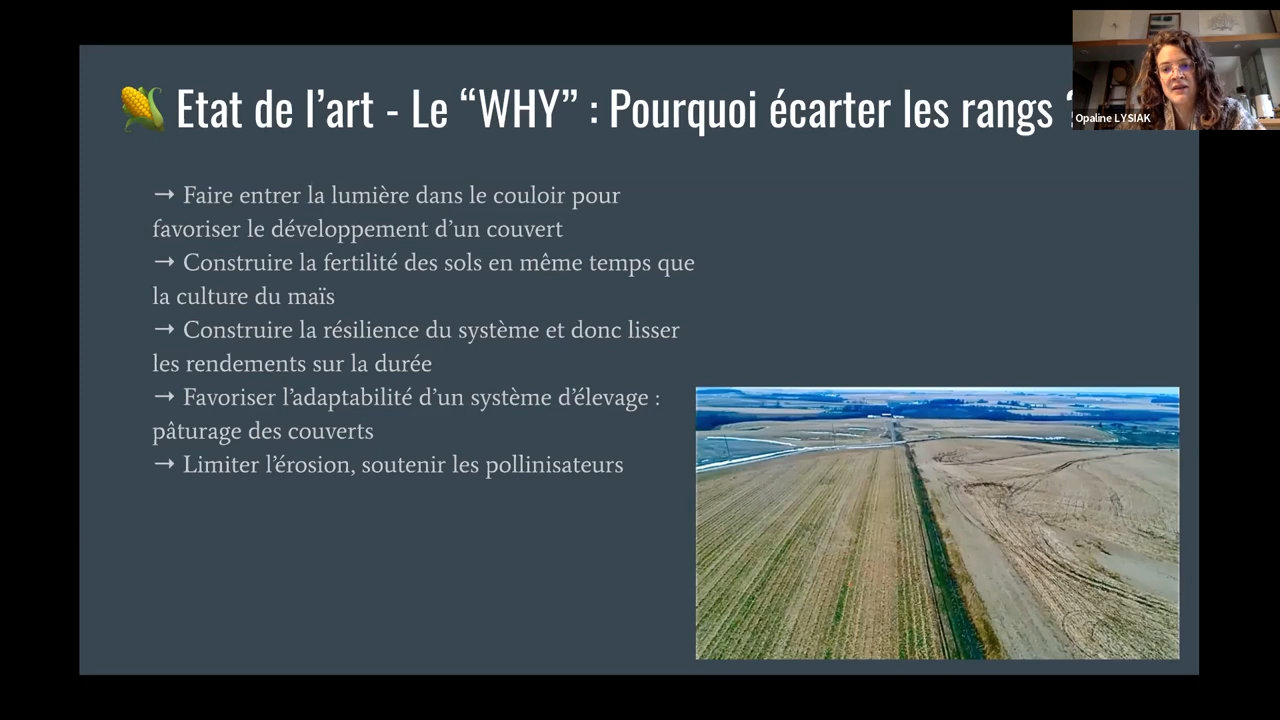 Etat de l’art - Le “WHY” : Pourquoi écarter les rangs ?
Opaline LYSIAK
→ Faire entrer la lumière dans le couloir pour
favoriser le développement d’un couvert
→ Construire la fertilité des sols en même temps que
la culture du maïs
→ Construire la résilience du système et donc lisser
les rendements sur la durée
→ Favoriser l’adaptabilité d’un système d’élevage :
pâturage des couverts
→ Limiter l’érosion, soutenir les pollinisateurs